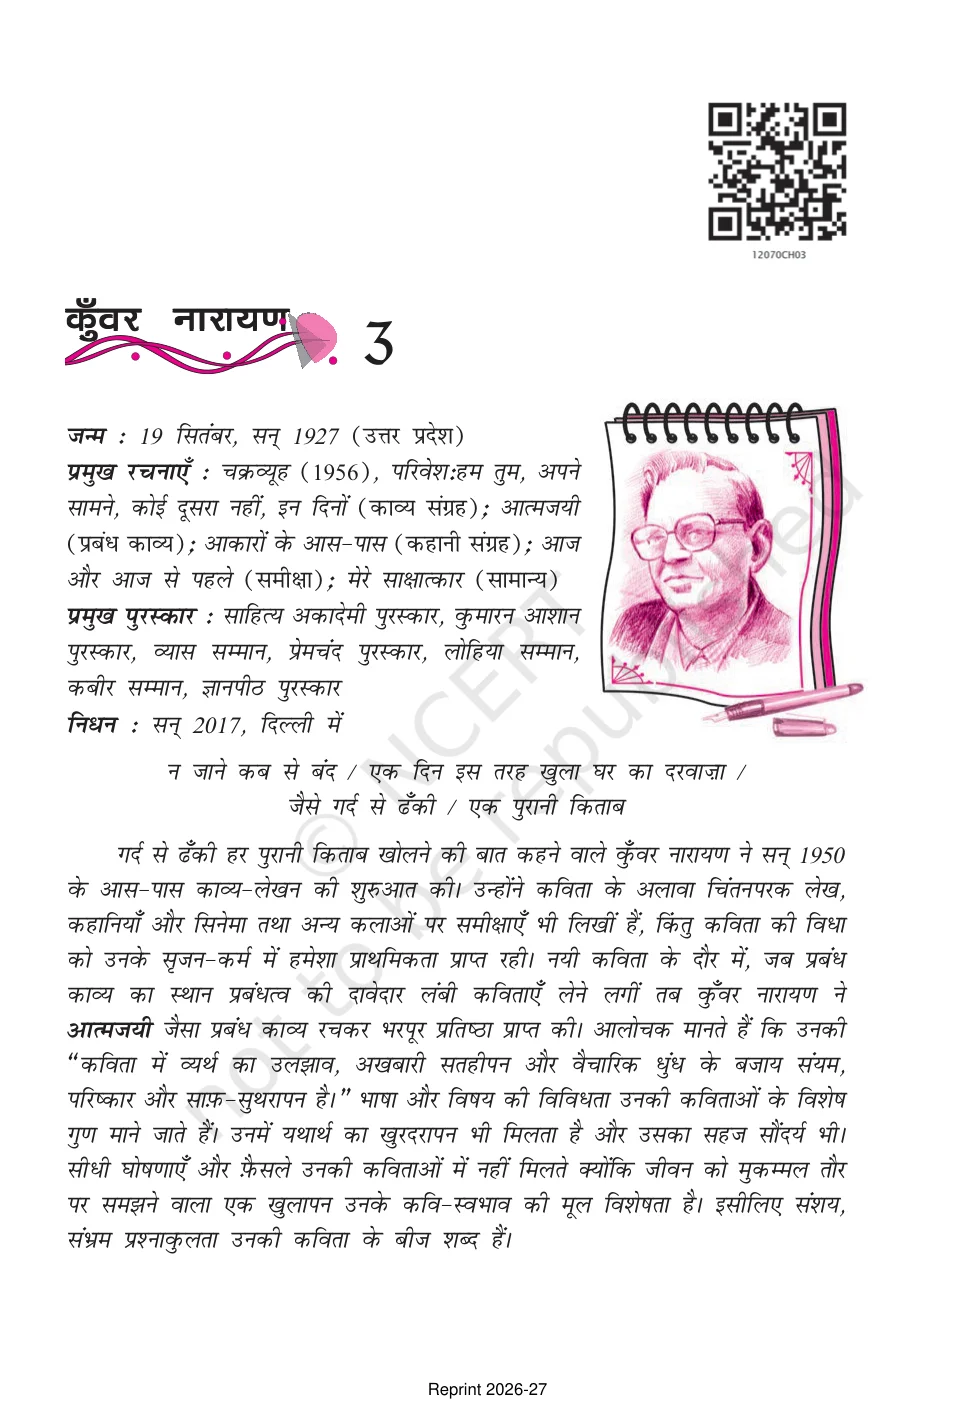 12070CH03
कुँवर नारायण
3
जन्म : 19 सितंबर, सन् 1927 (उत्तर प्रदेश)
प्रमुख रचनाएँ : चक्रव्यूह (1956), परिवेश:हम तुम, अपने
सामने, कोई दूसरा नहीं, इन दिनों (काव्य संग्रह); आत्मजयी
(प्रबंध काव्य); आकारों के आस-पास (कहानी संग्रह); आज
और आज से पहले (समीक्षा); मेरे साक्षात्कार (सामान्य)
प्रमुख पुरस्कार : साहित्य अकादेमी पुरस्कार, कुमारन आशान
पुरस्कार, व्यास सम्मान, प्रेमचंद पुरस्कार, लोहिया सम्मान,
कबीर सम्मान, ज्ञानपीठ पुरस्कार
निधन : सन् 2017, दिल्ली में
न जाने कब से बंद / एक दिन इस तरह खुला घर का दरवाज़ा /
जैसे गर्द से ढँकी / एक पुरानी किताब
गर्द से ढँकी हर पुरानी किताब खोलने की बात कहने वाले कुँवर नारायण ने सन् 1950
के आस-पास काव्य-लेखन की शुरुआत की। उन्होंने कविता के अलावा चिंतनपरक लेख,
कहानियाँ और सिनेमा तथा अन्य कलाओं पर समीक्षाएँ भी लिखीं हैं, किंतु कविता की विधा
को उनके सृजन-कर्म में हमेशा प्राथमिकता प्राप्त रही। नयी कविता के दौर में, जब प्रबंध
काव्य का स्थान प्रबंधत्व की दावेदार लंबी कविताएँ लेने लगीं तब कुँवर नारायण ने
आत्मजयी जैसा प्रबंध काव्य रचकर भरपूर प्रतिष्ठा प्राप्त की। आलोचक मानते हैं कि उनकी
“कविता में व्यर्थ का उलझाव, अखबारी सतहीपन और वैचारिक धुंध के बजाय संयम,
परिष्कार और साफ़-सुथरापन है।” भाषा और विषय की विविधता उनकी कविताओं के विशेष
गुण माने जाते हैं। उनमें यथार्थ का खुरदरापन भी मिलता है और उसका सहज सौंदर्य भी।
सीधी घोषणाएँ और फ़ैसले उनकी कविताओं में नहीं मिलते क्योंकि जीवन को मुकम्मल तौर
पर समझने वाला एक खुलापन उनके कवि-स्वभाव की मूल विशेषता है। इसीलिए संशय,
संभ्रम प्रश्नाकुलता उनकी कविता के बीज शब्द हैं।
© NCERT
not to be republished
Reprint 2026-27